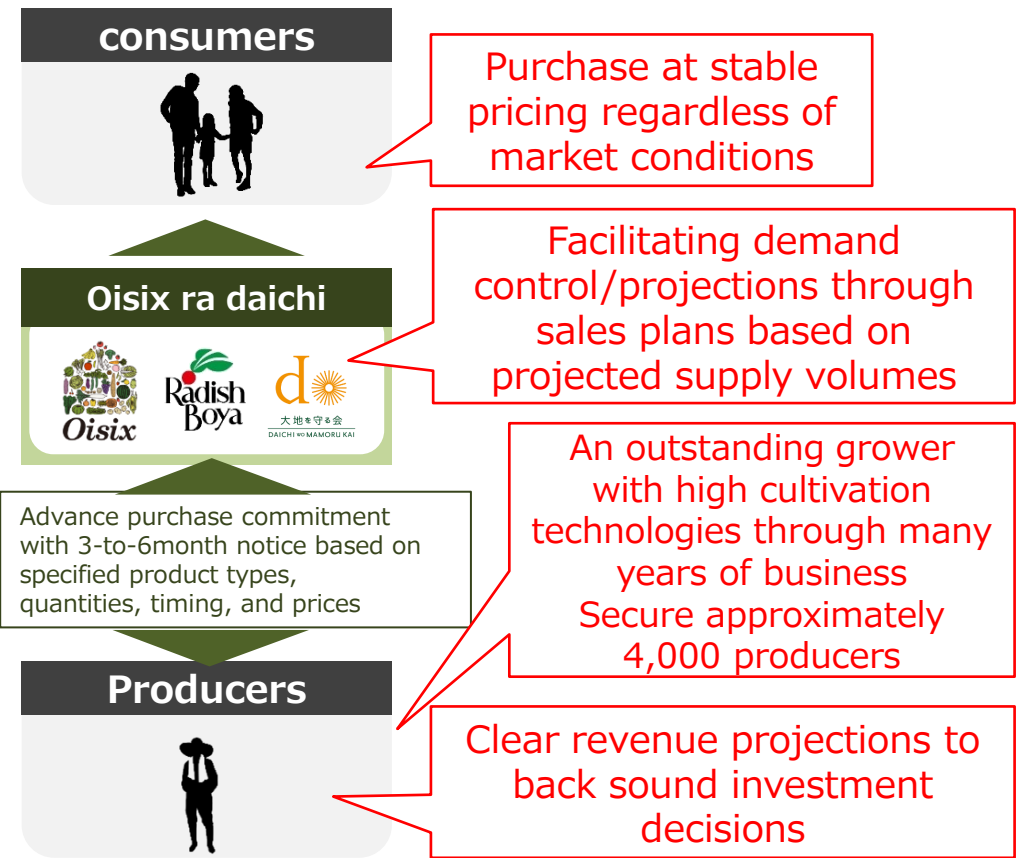 consumers
Purchase at stable
pricing regardless of
market conditions
Oisix ra daichi
Oisix
Radish
Boya
do
大地を守る会
DAICHI WO MAMORU KAI
Facilitating demand
control/projections through
sales plans based on
projected supply volumes
Advance purchase commitment
with 3-to-6month notice based on
specified product types,
quantities, timing, and prices
An outstanding grower
with high cultivation
technologies through many
years of business
Secure approximately
4,000 producers
Producers
Clear revenue projections to
back sound investment
decisions